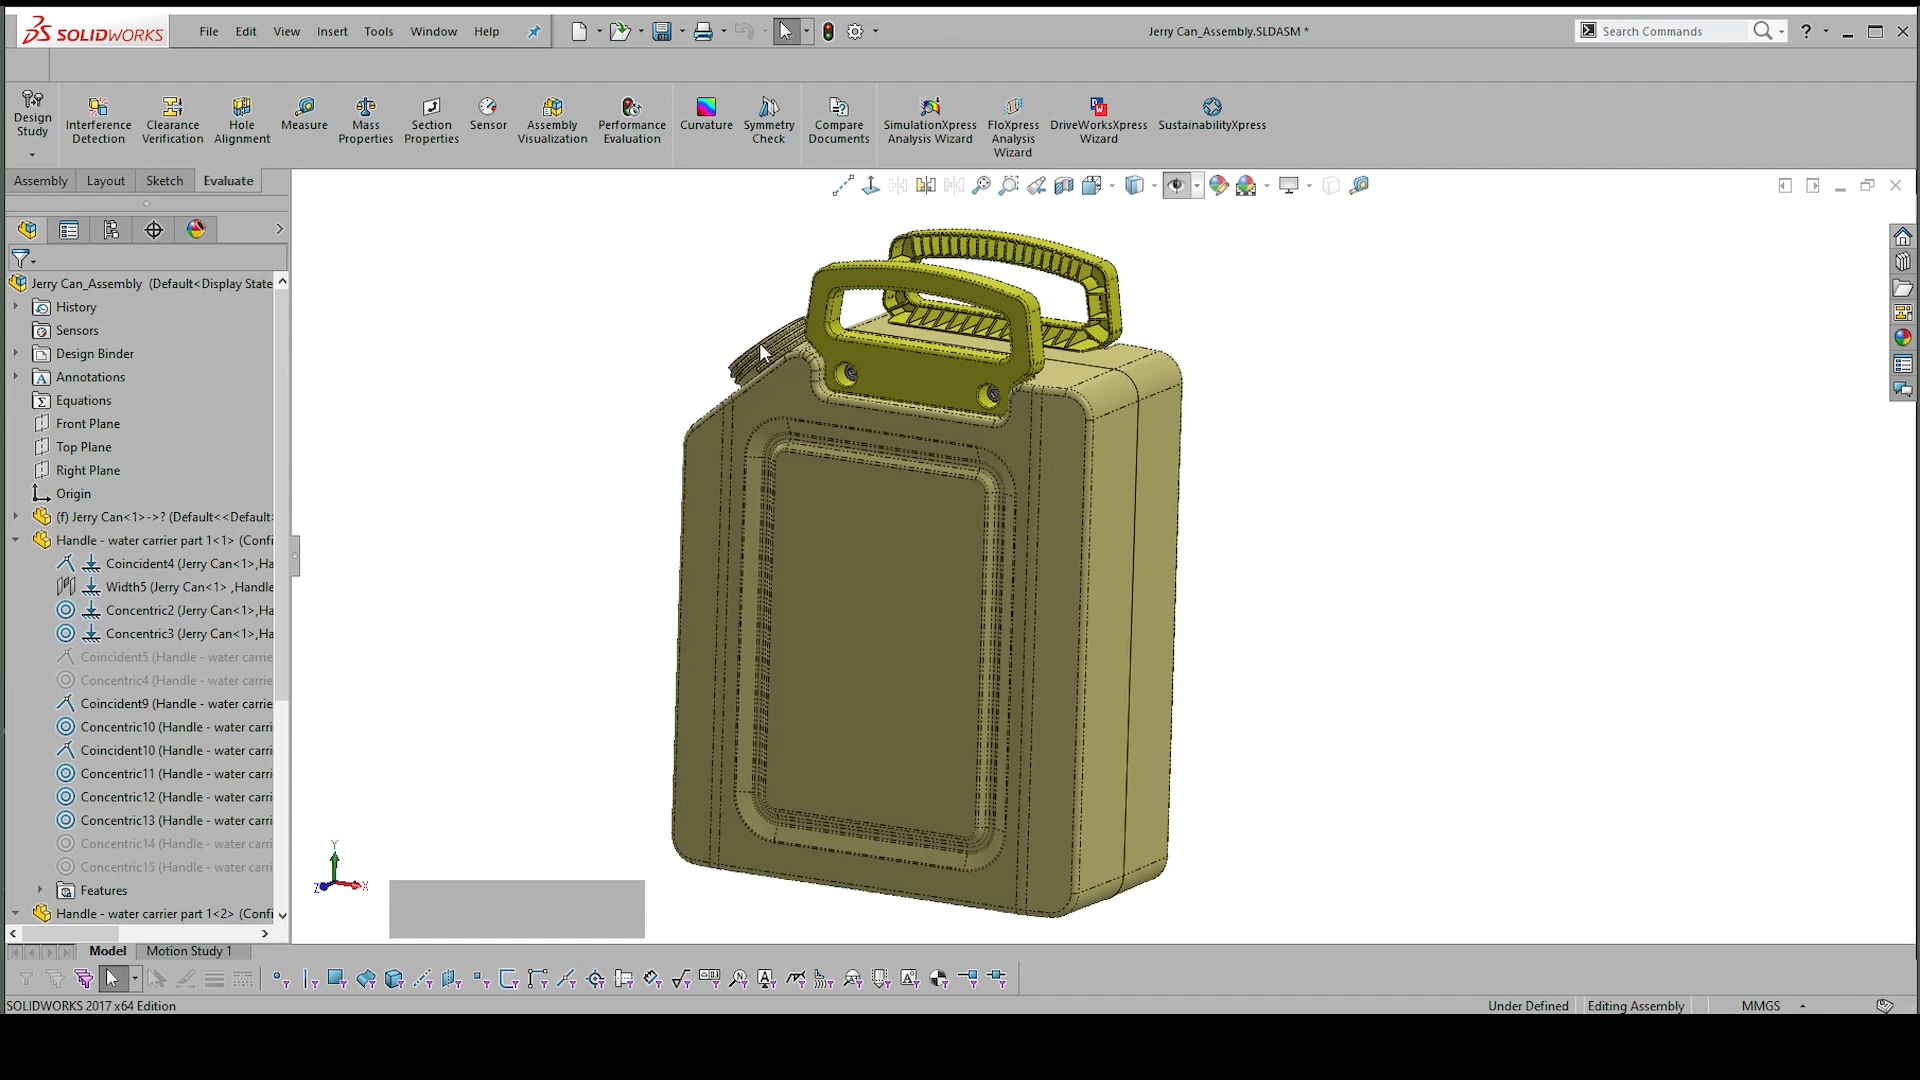 SOLIDWORKS File Edit View Insert Tools Window Help Jerry Can_Assembly.SLDASM * Search Commands ?
Design Study
Interference Detection
Clearance Verification
Hole Alignment
Measure
Mass Properties
Section Properties
Sensor
Assembly Visualization
Performance Evaluation
Curvature
Symmetry Check
Compare Documents
SimulationXpress Analysis Wizard
FloXpress Analysis Wizard
DriveWorksXpress Wizard
SustainabilityXpress
Assembly Layout Sketch Evaluate
Jerry Can_Assembly (Default<Display State
History
Sensors
Design Binder
Annotations
Equations
Front Plane
Top Plane
Right Plane
Origin
(f) Jerry Can<1>->? (Default<<Default:
Handle - water carrier part 1<1> (Confi
Coincident4 (Jerry Can<1>,Ha
Width5 (Jerry Can<1> ,Handle
Concentric2 (Jerry Can<1>,Ha
Concentric3 (Jerry Can<1>,Ha
Coincident5 (Handle - water carrie
Concentric4 (Handle - water carrie
Coincident9 (Handle - water carrie
Concentric10 (Handle - water carri
Coincident10 (Handle - water carri
Concentric11 (Handle - water carri
Concentric12 (Handle - water carri
Concentric13 (Handle - water carri
Concentric14 (Handle - water carri
Concentric15 (Handle - water carri
Features
Handle - water carrier part 1<2> (Confi
Y
Z X
Model Motion Study 1
SOLIDWORKS 2017 x64 Edition Under Defined Editing Assembly MMGS